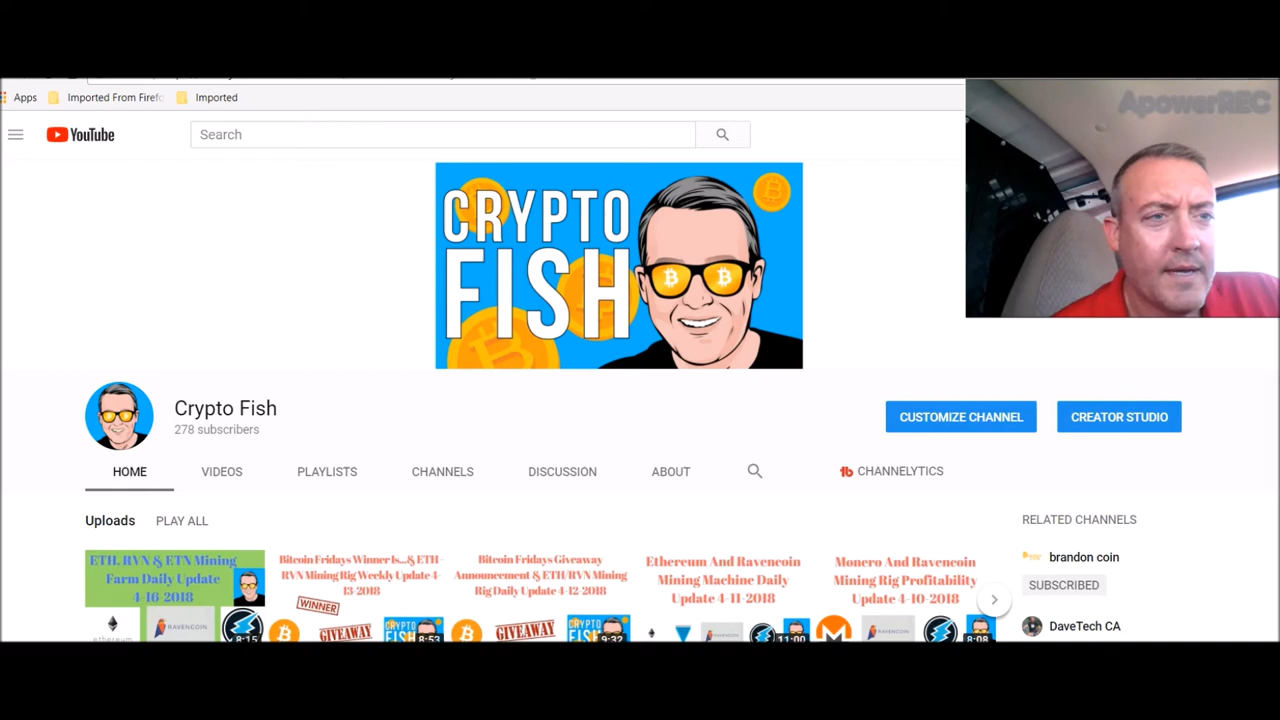 Apps
Imported From Firefo
Imported
ApowerREC
YouTube
Search
CRYPTO
FISH
Crypto Fish
278 subscribers
CUSTOMIZE CHANNEL
CREATOR STUDIO
HOME
VIDEOS
PLAYLISTS
CHANNELS
DISCUSSION
ABOUT
CHANNELYTICS
Uploads
PLAY ALL
RELATED CHANNELS
ETH, RVN & ETN Mining
Farm Daily Update
4-16-2018
ethereum
RAVENCOIN
8:15
Bitcoin Fridays Winner Is...& ETH-
RVN Mining Rig Weekly Update 4-
13-2018
WINNER
GIVEAWAY
8:53
Bitcoin Fridays Giveaway
Announcement & ETH/RVN Mining
Rig Daily Update 4-12-2018
GIVEAWAY
9:32
Ethereum And Ravencoin
Mining Machine Daily
Update 4-11-2018
RAVENCOIN
11:00
Monero And Ravencoin
Mining Rig Profitability
Update 4-10-2018
RAVENCOIN
8:08
brandon coin
SUBSCRIBED
DaveTech CA